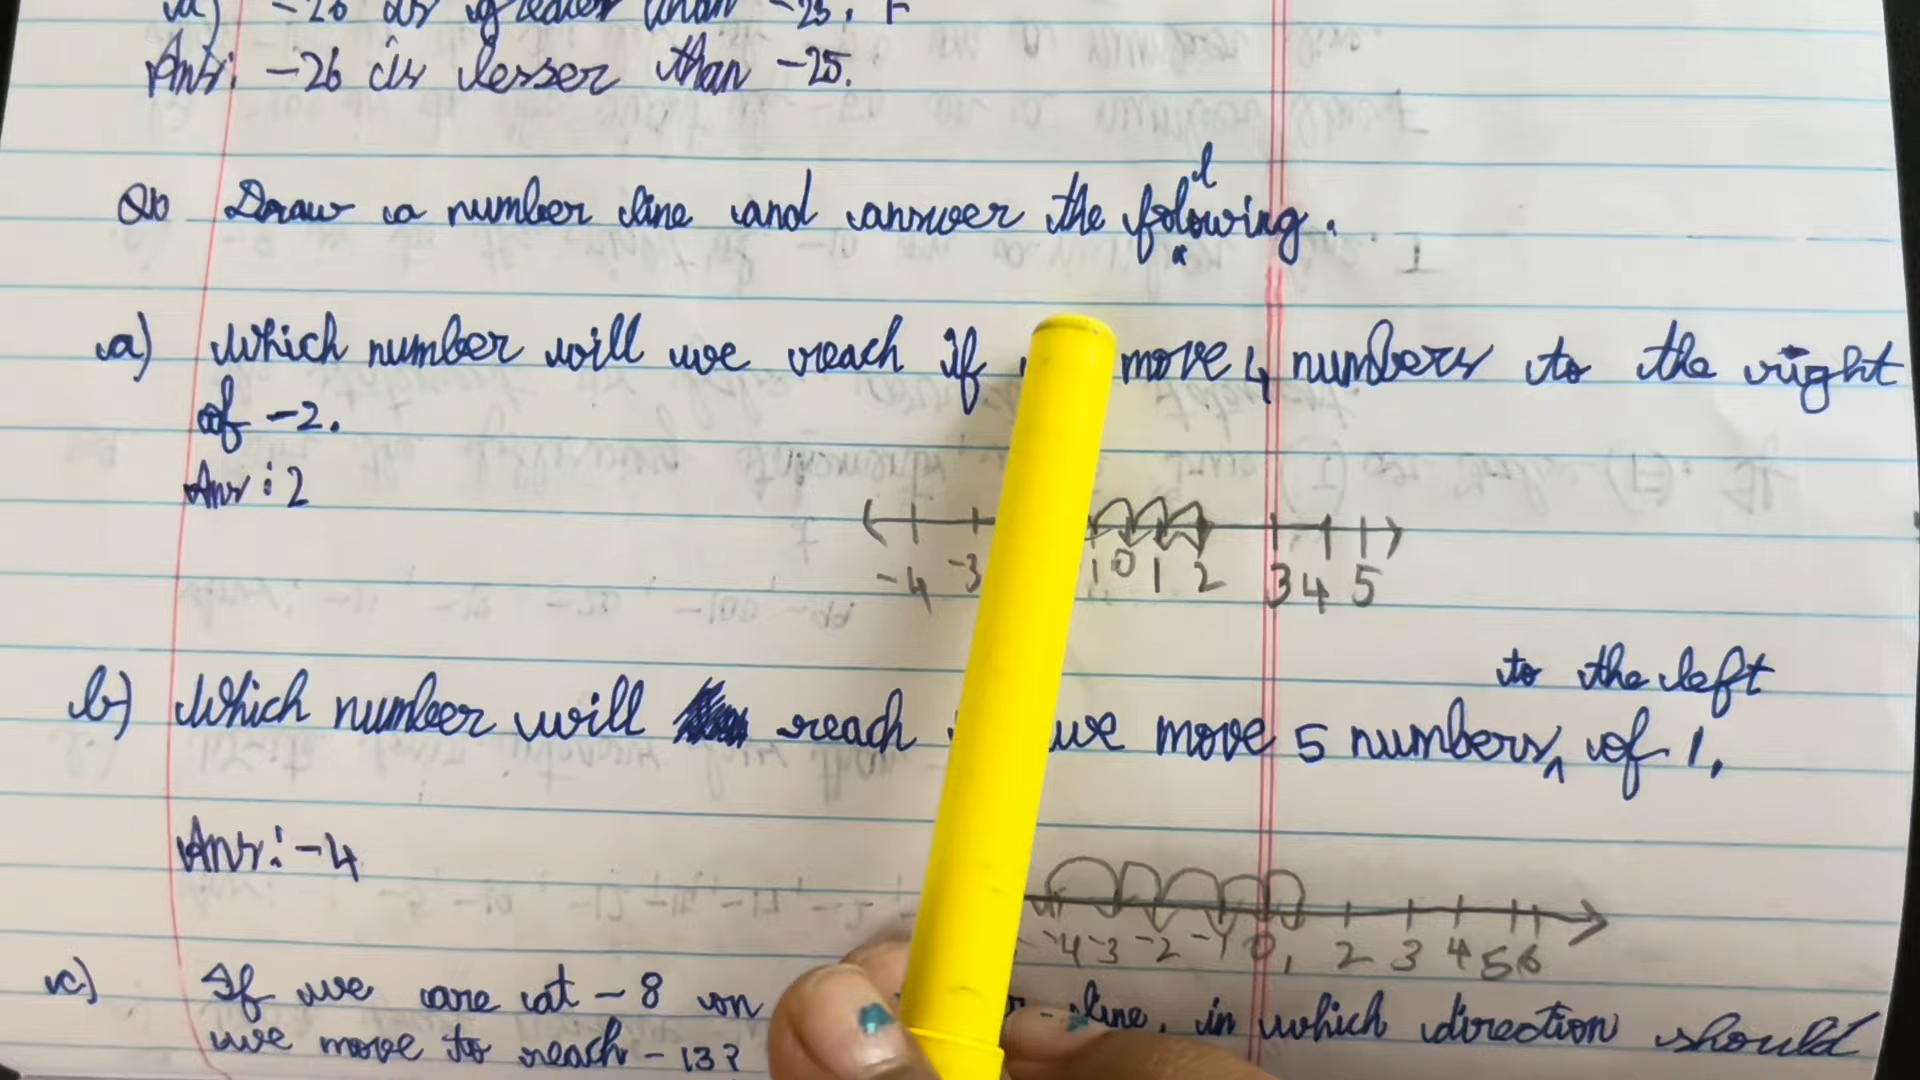 -26 is greater than -25. F
Ans: -26 is lesser than -25.
Q6 Draw a number line and answer the following.
a) Which number will we reach if move 4 numbers to the right
of -2.
Ans: 2
-4 -3 1 0 1 2 3 4 5
to the left
b) Which number will reach we move 5 numbers of 1.
Ans: -4
-4 -3 -2 -1 0 1 2 3 4 5 6
c) If we are at -8 on line, in which direction should
we move to reach -13?